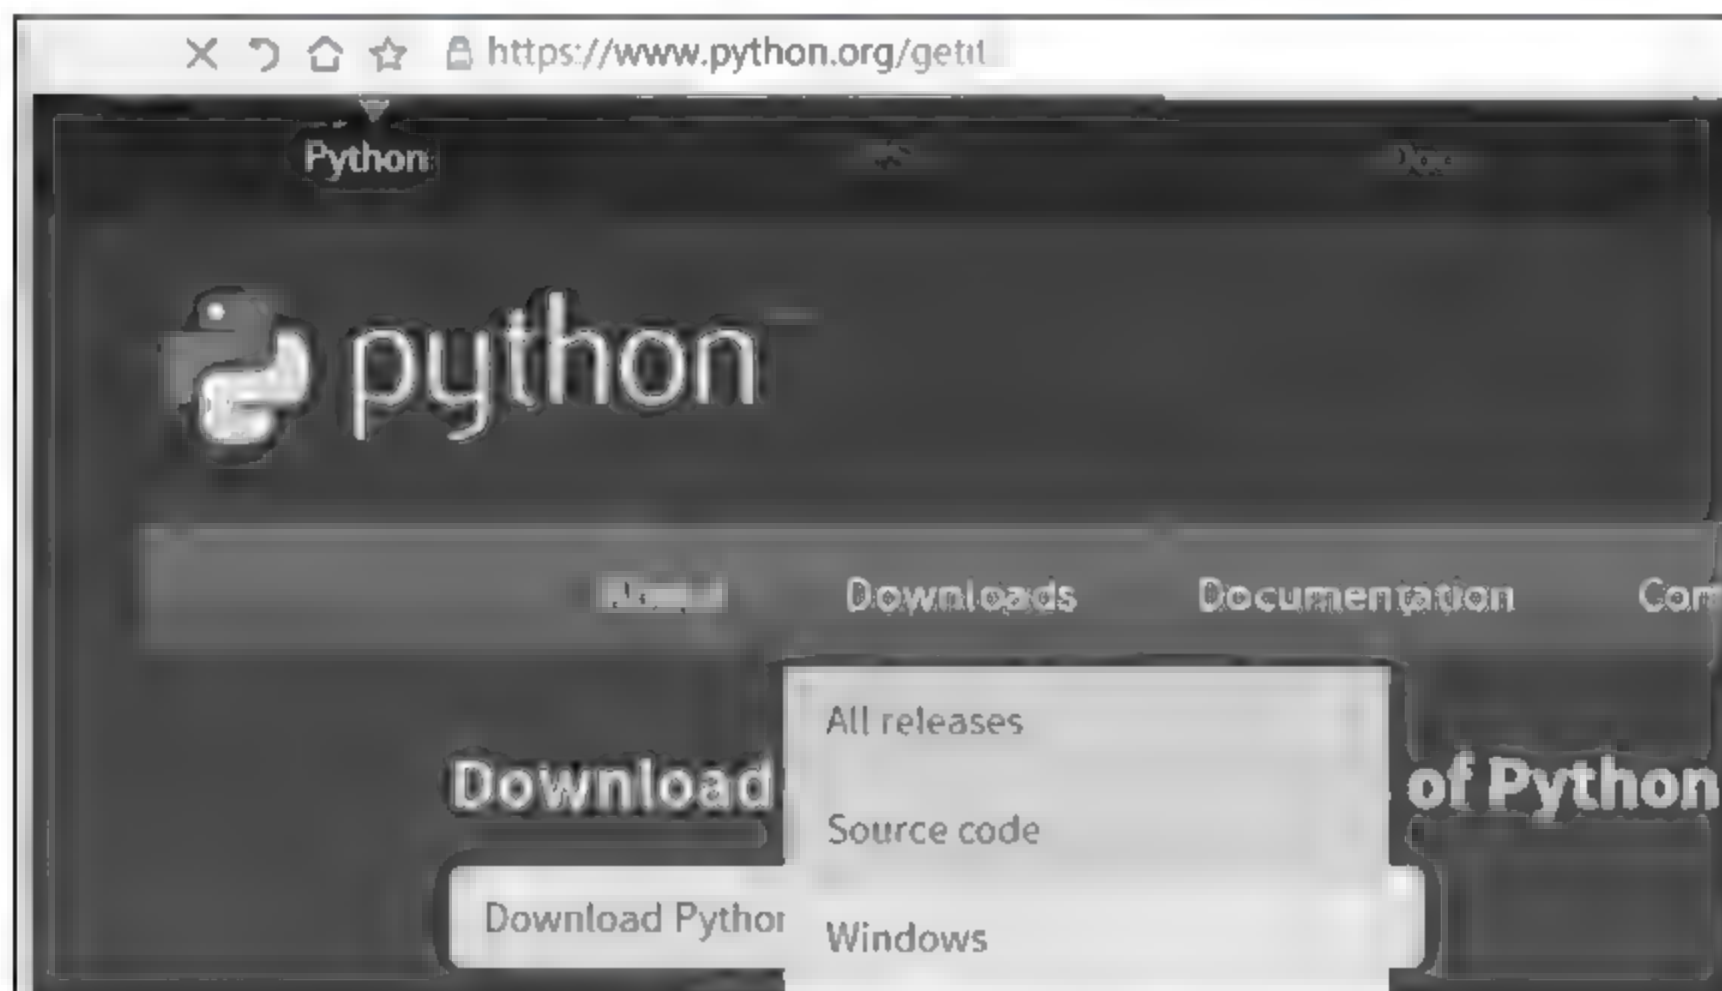 https://www.python.org/getit
Python
python
Downloads Documentation Com
All releases
Download of Python
Source code
Download Python
Windows